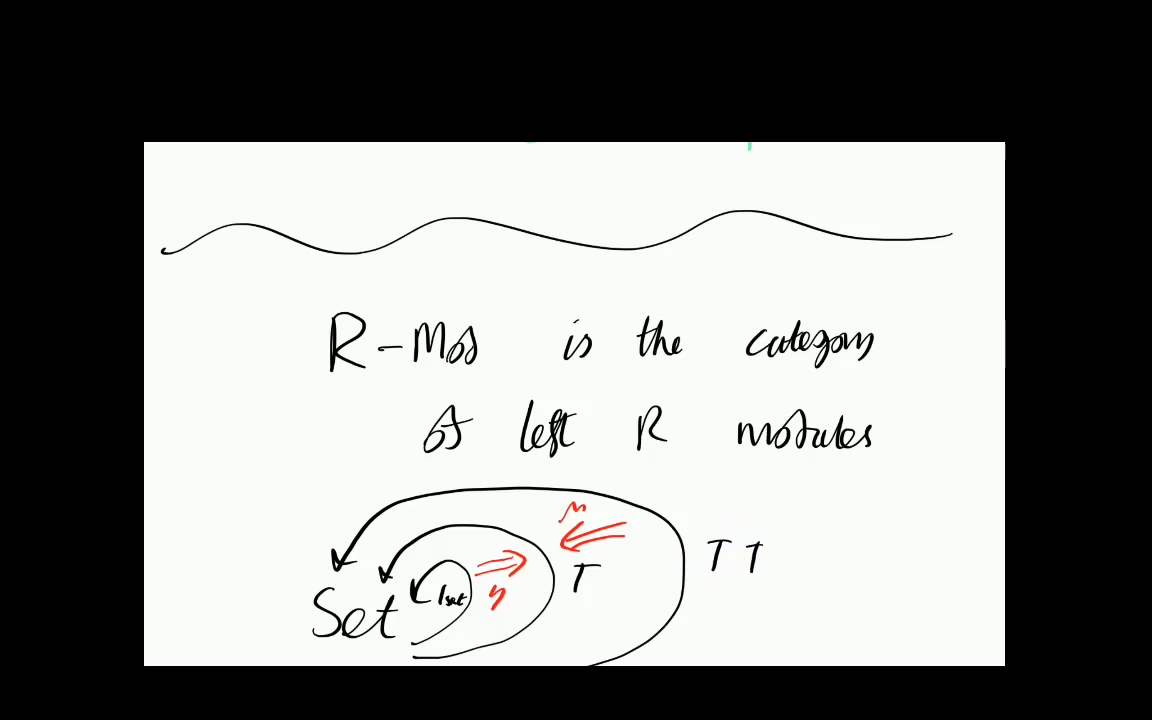 R-Mod is the category
of left R modules
μ
T T
T
Set 1set η